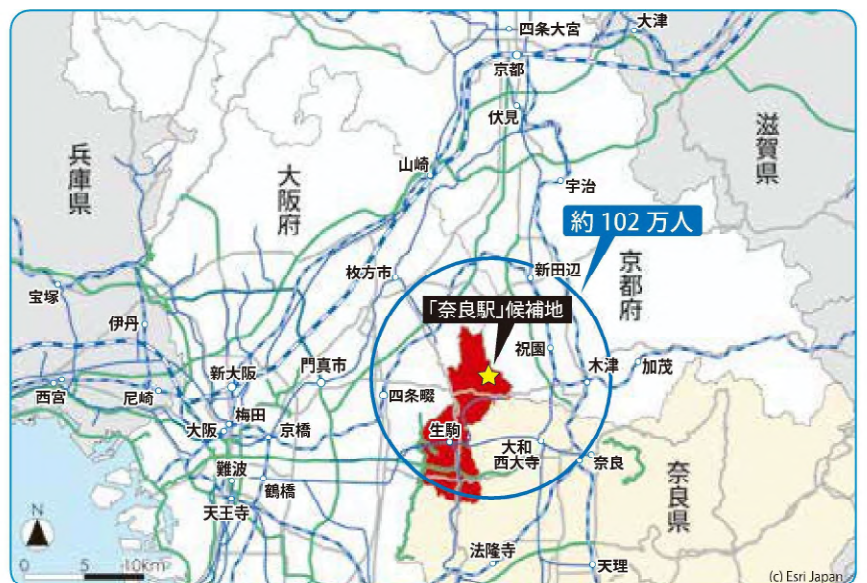 四条大宮
大津
京都
伏見
滋賀県
兵庫県
大阪府
山崎
宇治
約102万人
京都府
枚方市
新田辺
宝塚
「奈良駅」候補地
伊丹
祝園
新大阪
門真市
木津
加茂
西宮
尼崎
四条畷
梅田
大阪
京橋
生駒
大和
西大寺
奈良
難波
鶴橋
奈良県
天王寺
法隆寺
天理
N
0 5 10km
(c) Esri Japan